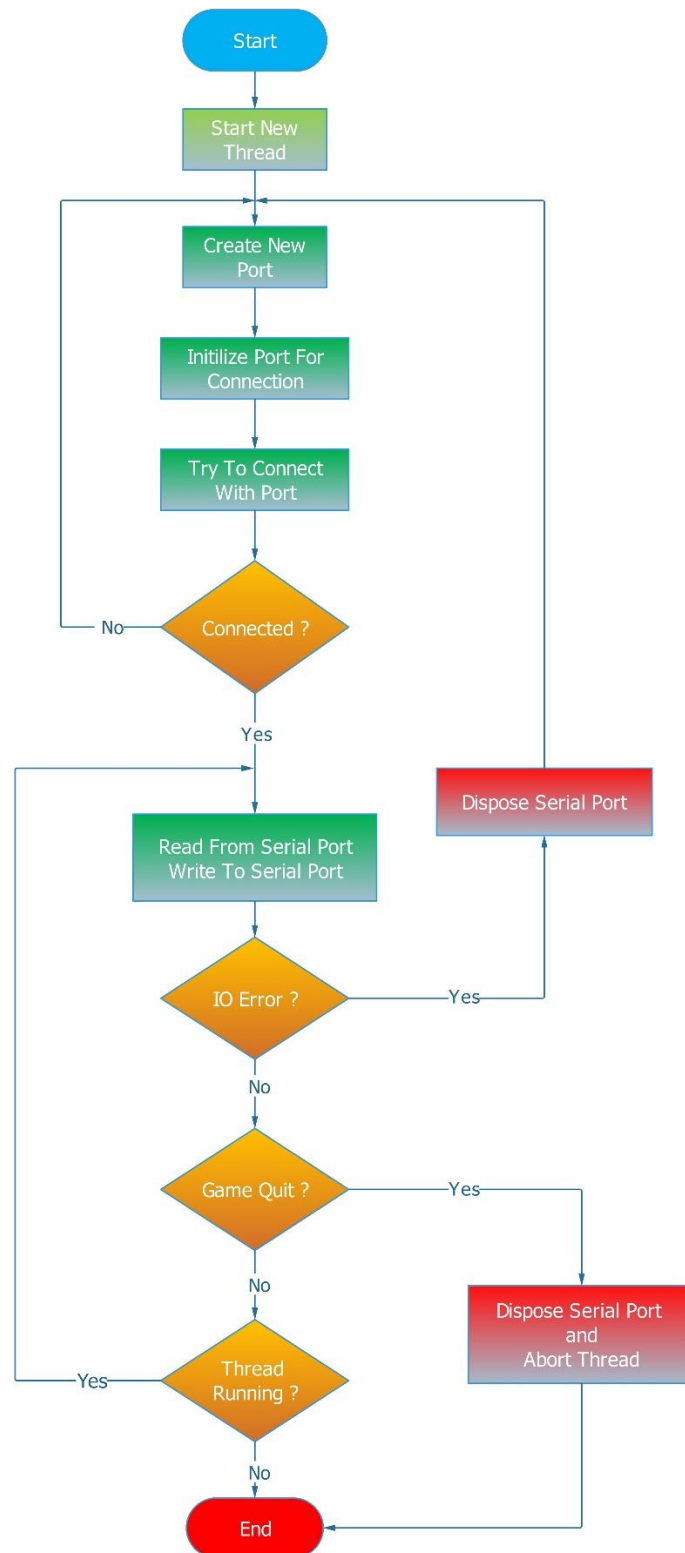 Start
Start New
Thread
Create New
Port
Initilize Port For
Connection
Try To Connect
With Port
Connected ?
No
Yes
Dispose Serial Port
Read From Serial Port
Write To Serial Port
IO Error ?
Yes
No
Game Quit ?
Yes
No
Dispose Serial Port
and
Abort Thread
Thread
Running ?
Yes
No
End